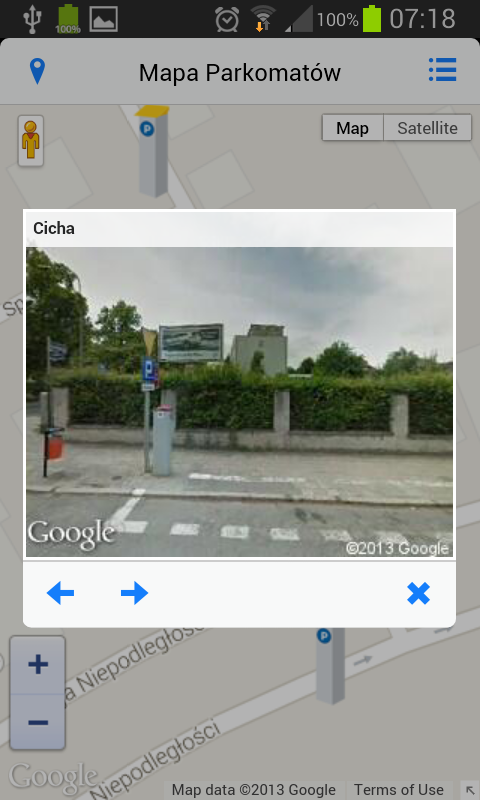 100%
100%
07:18
Mapa Parkomatów
P
Map
Satellite
Cicha
P
Google
©2013 Google
P
+
−
Niepodległości
Niepodległości
Google
Map data ©2013 Google
Terms of Use